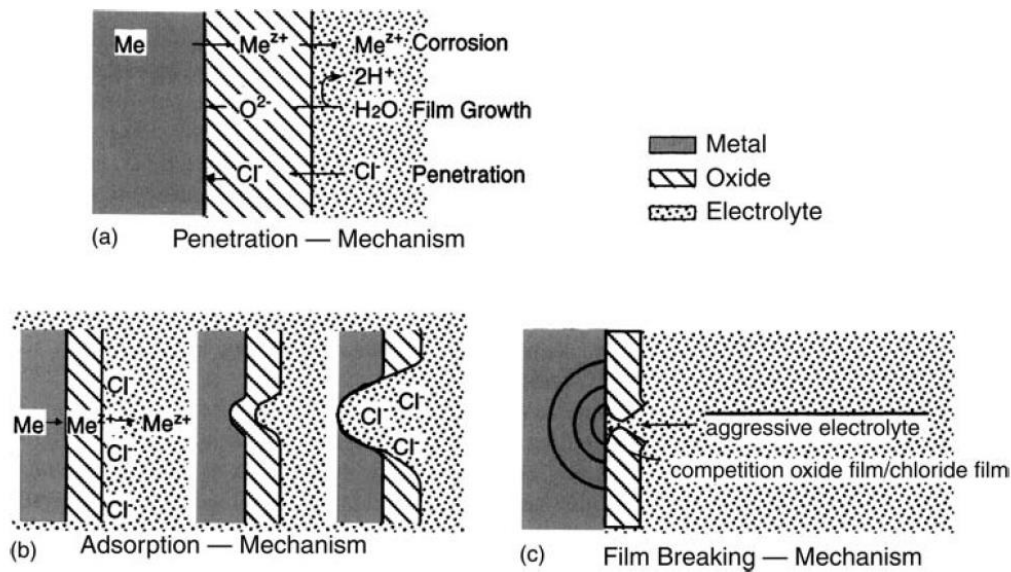 Me Me^z+ Me^z+ Corrosion
2H+
O^2- H2O Film Growth
Cl- Cl- Penetration
(a) Penetration — Mechanism
Metal
Oxide
Electrolyte
Cl-
Me Me^z+ Me^z+
Cl-
Cl-
Cl- Cl-
Cl-
(b) Adsorption — Mechanism
aggressive electrolyte
competition oxide film/chloride film
(c) Film Breaking — Mechanism